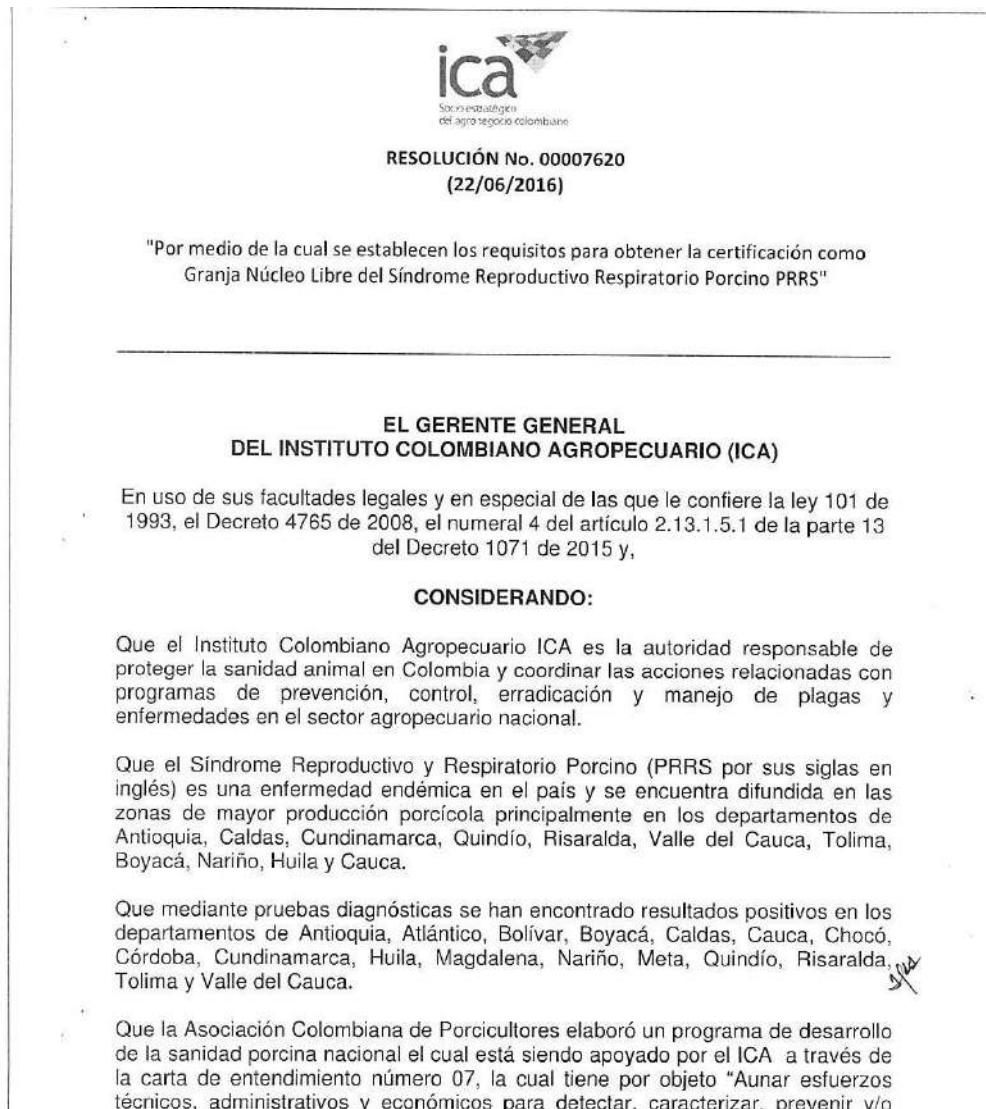 ica
Socio estratégico
del agro negocio colombiano
RESOLUCIÓN No. 00007620
(22/06/2016)
"Por medio de la cual se establecen los requisitos para obtener la certificación como
Granja Núcleo Libre del Síndrome Reproductivo Respiratorio Porcino PRRS"
EL GERENTE GENERAL
DEL INSTITUTO COLOMBIANO AGROPECUARIO (ICA)
En uso de sus facultades legales y en especial de las que le confiere la ley 101 de
1993, el Decreto 4765 de 2008, el numeral 4 del artículo 2.13.1.5.1 de la parte 13
del Decreto 1071 de 2015 y,
CONSIDERANDO:
Que el Instituto Colombiano Agropecuario ICA es la autoridad responsable de
proteger la sanidad animal en Colombia y coordinar las acciones relacionadas con
programas de prevención, control, erradicación y manejo de plagas y
enfermedades en el sector agropecuario nacional.
Que el Síndrome Reproductivo y Respiratorio Porcino (PRRS por sus siglas en
inglés) es una enfermedad endémica en el país y se encuentra difundida en las
zonas de mayor producción porcícola principalmente en los departamentos de
Antioquia, Caldas, Cundinamarca, Quindío, Risaralda, Valle del Cauca, Tolima,
Boyacá, Nariño, Huila y Cauca.
Que mediante pruebas diagnósticas se han encontrado resultados positivos en los
departamentos de Antioquia, Atlántico, Bolívar, Boyacá, Caldas, Cauca, Chocó,
Córdoba, Cundinamarca, Huila, Magdalena, Nariño, Meta, Quindío, Risaralda,
Tolima y Valle del Cauca.
Que la Asociación Colombiana de Porcicultores elaboró un programa de desarrollo
de la sanidad porcina nacional el cual está siendo apoyado por el ICA a través de
la carta de entendimiento número 07, la cual tiene por objeto "Aunar esfuerzos
técnicos, administrativos y económicos para detectar, caracterizar, prevenir y/o